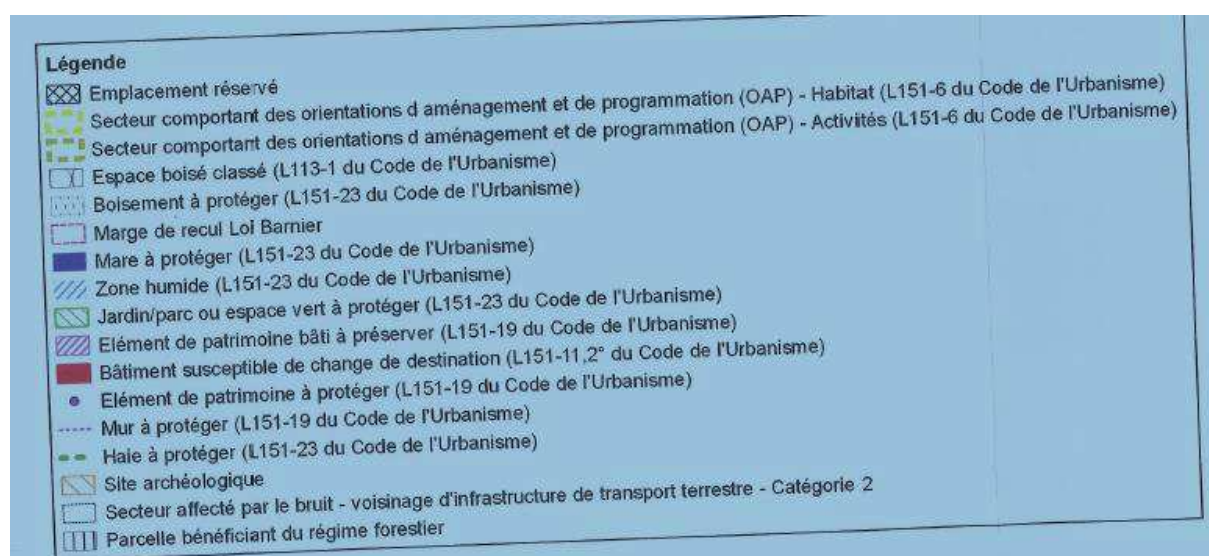 Légende
Emplacement réservé
Secteur comportant des orientations d aménagement et de programmation (OAP) - Habitat (L151-6 du Code de l'Urbanisme)
Secteur comportant des orientations d aménagement et de programmation (OAP) - Activités (L151-6 du Code de l'Urbanisme)
Espace boisé classé (L113-1 du Code de l'Urbanisme)
Boisement à protéger (L151-23 du Code de l'Urbanisme)
Marge de recul Loi Barnier
Mare à protéger (L151-23 du Code de l'Urbanisme)
Zone humide (L151-23 du Code de l'Urbanisme)
Jardin/parc ou espace vert à protéger (L151-23 du Code de l'Urbanisme)
Elément de patrimoine bâti à préserver (L151-19 du Code de l'Urbanisme)
Bâtiment susceptible de change de destination (L151-11,2° du Code de l'Urbanisme)
Elément de patrimoine à protéger (L151-19 du Code de l'Urbanisme)
Mur à protéger (L151-19 du Code de l'Urbanisme)
Haie à protéger (L151-23 du Code de l'Urbanisme)
Site archéologique
Secteur affecté par le bruit - voisinage d'infrastructure de transport terrestre - Catégorie 2
Parcelle bénéficiant du régime forestier